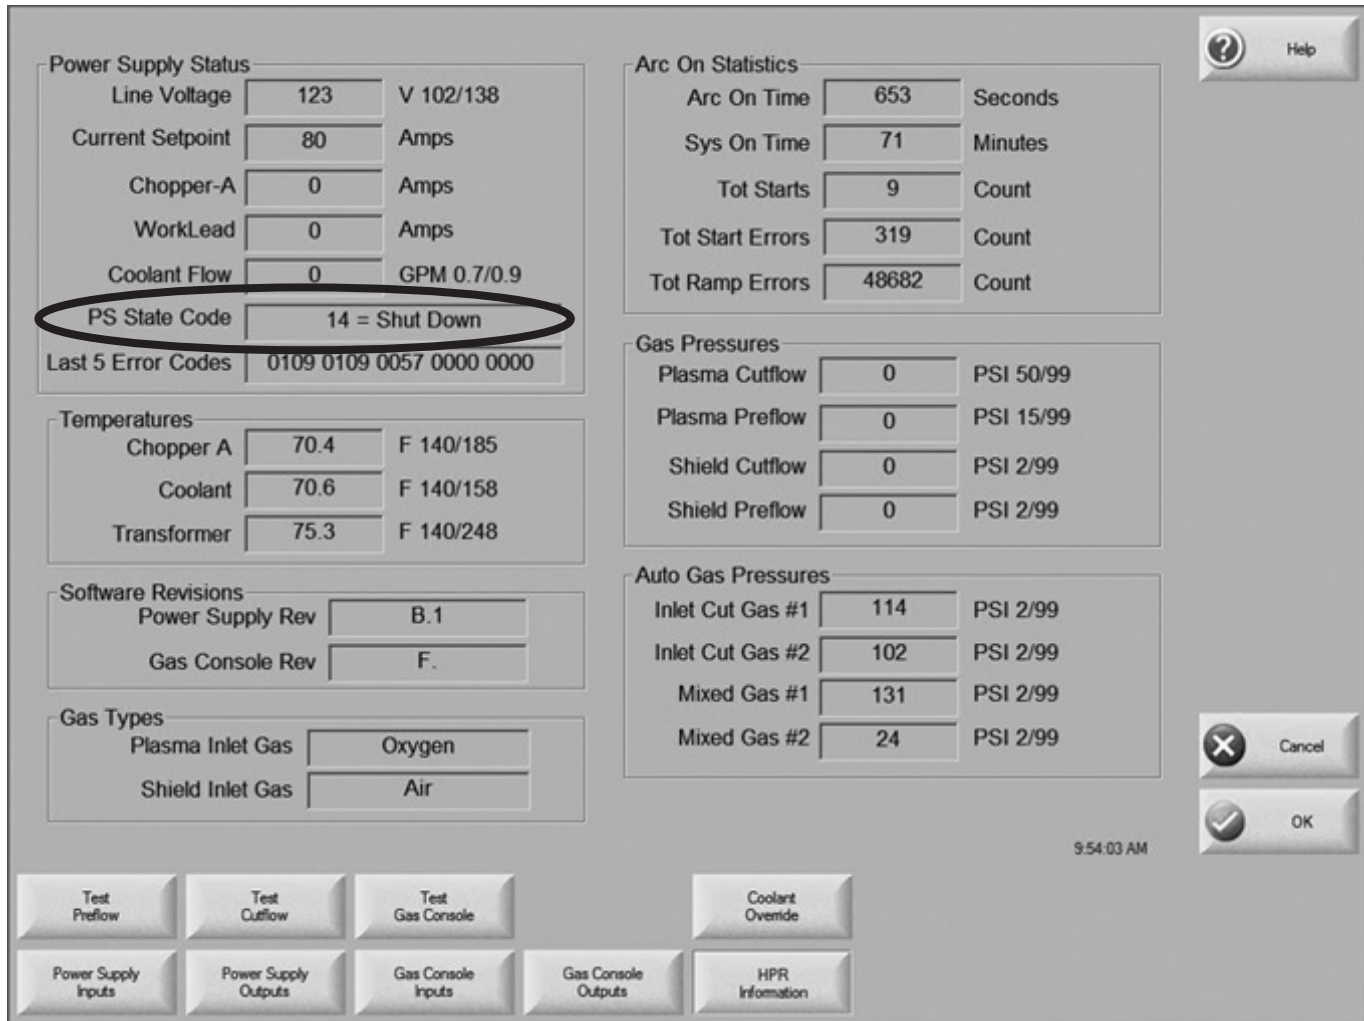 Power Supply Status
Line Voltage 123 V 102/138
Current Setpoint 80 Amps
Chopper-A 0 Amps
WorkLead 0 Amps
Coolant Flow 0 GPM 0.7/0.9
PS State Code 14 = Shut Down
Last 5 Error Codes 0109 0109 0057 0000 0000
Temperatures
Chopper A 70.4 F 140/185
Coolant 70.6 F 140/158
Transformer 75.3 F 140/248
Software Revisions
Power Supply Rev B.1
Gas Console Rev F.
Gas Types
Plasma Inlet Gas Oxygen
Shield Inlet Gas Air
Arc On Statistics
Arc On Time 653 Seconds
Sys On Time 71 Minutes
Tot Starts 9 Count
Tot Start Errors 319 Count
Tot Ramp Errors 48682 Count
Gas Pressures
Plasma Cutflow 0 PSI 50/99
Plasma Preflow 0 PSI 15/99
Shield Cutflow 0 PSI 2/99
Shield Preflow 0 PSI 2/99
Auto Gas Pressures
Inlet Cut Gas #1 114 PSI 2/99
Inlet Cut Gas #2 102 PSI 2/99
Mixed Gas #1 131 PSI 2/99
Mixed Gas #2 24 PSI 2/99
Help
Cancel
OK
9:54:03 AM
Test
Preflow
Test
Cutflow
Test
Gas Console
Coolant
Override
Power Supply
Inputs
Power Supply
Outputs
Gas Console
Inputs
Gas Console
Outputs
HPR
Information